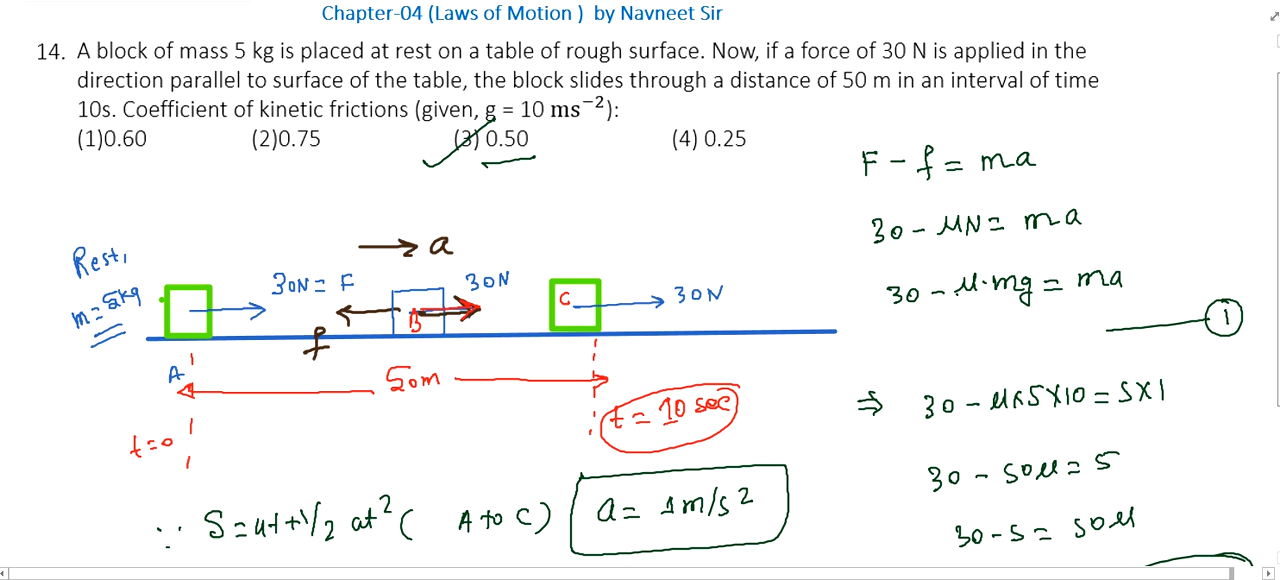 Chapter-04 (Laws of Motion ) by Navneet Sir
14. A block of mass 5 kg is placed at rest on a table of rough surface. Now, if a force of 30 N is applied in the
direction parallel to surface of the table, the block slides through a distance of 50 m in an interval of time
10s. Coefficient of kinetic frictions (given, g = 10 ms⁻²):
(1)0.60 (2)0.75 (3) 0.50 (4) 0.25
F - f = ma
30 - μN = ma
30 - μ.mg = ma
1
Rest,
m = 5kg
30N = F
a
30N
30N
f
B
C
A
50m
t = 10 sec
t=0
⇒ 30 - μx5x10 = 5x1
30 - 50μ = 5
30-5 = 50μ
∵ S = ut + 1/2 at² ( A to C) a = 1m/s²